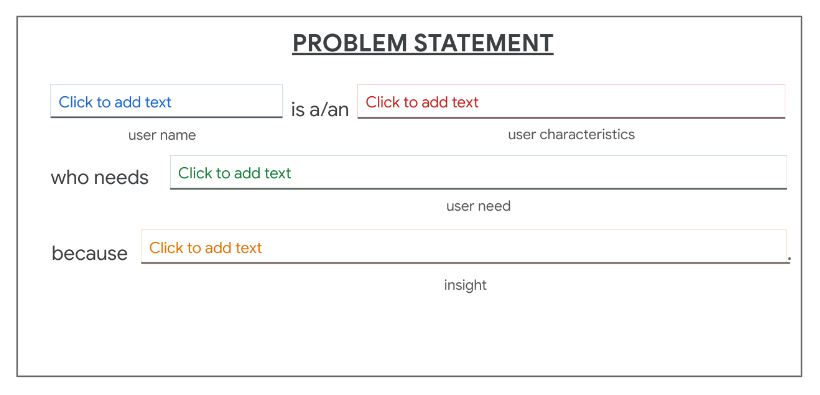 PROBLEM STATEMENT
Click to add text is a/an Click to add text
user name user characteristics
who needs Click to add text
user need
because Click to add text .
insight